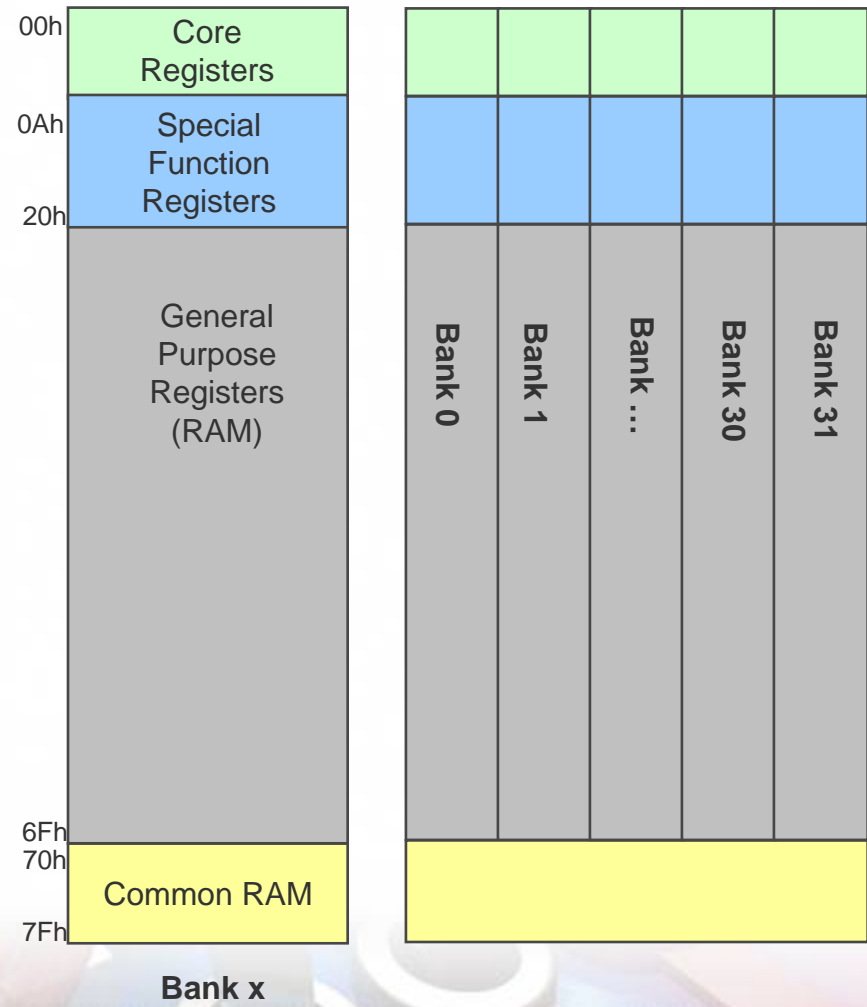 00h
Core
Registers
0Ah
Special
Function
Registers
20h
General
Purpose
Registers
(RAM)
6Fh
70h
Common RAM
7Fh
Bank x
Bank 0
Bank 1
Bank …
Bank 30
Bank 31